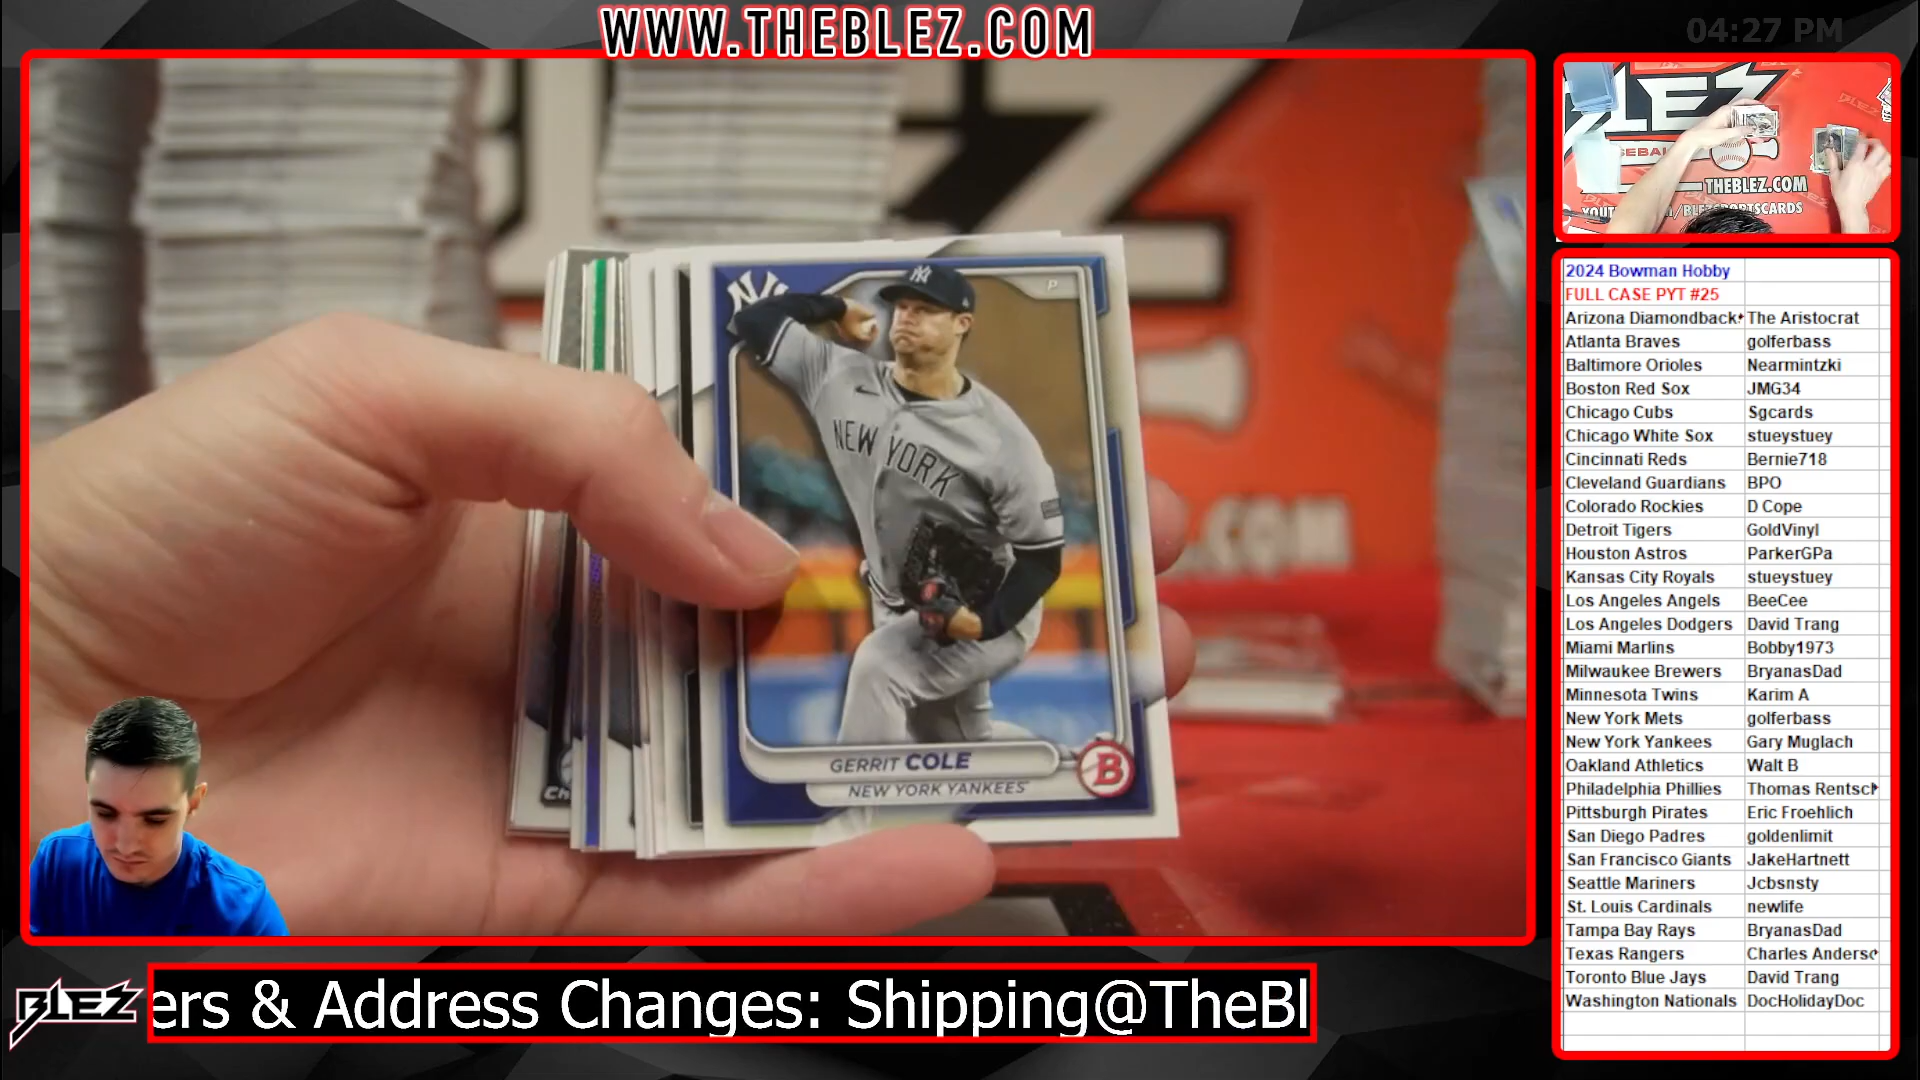 WWW.THEBLEZ.COM
04:27 PM
NEW YORK
P
GERRIT COLE
NEW YORK YANKEES
B
Ch
.COM
BLEZ
THEBLEZ.COM
2024 Bowman Hobby
FULL CASE PYT #25
Arizona Diamondback The Aristocrat
Atlanta Braves golferbass
Baltimore Orioles Nearmintzki
Boston Red Sox JMG34
Chicago Cubs Sgcards
Chicago White Sox stueystuey
Cincinnati Reds Bernie718
Cleveland Guardians BPO
Colorado Rockies D Cope
Detroit Tigers GoldVinyl
Houston Astros ParkerGPa
Kansas City Royals stueystuey
Los Angeles Angels BeeCee
Los Angeles Dodgers David Trang
Miami Marlins Bobby1973
Milwaukee Brewers BryanasDad
Minnesota Twins Karim A
New York Mets golferbass
New York Yankees Gary Muglach
Oakland Athletics Walt B
Philadelphia Phillies Thomas Rentscl
Pittsburgh Pirates Eric Froehlich
San Diego Padres goldenlimit
San Francisco Giants JakeHartnett
Seattle Mariners Jcbsnsty
St. Louis Cardinals newlife
Tampa Bay Rays BryanasDad
Texas Rangers Charles Anders
Toronto Blue Jays David Trang
Washington Nationals DocHolidayDoc
BLEZ
ers & Address Changes: Shipping@TheBl